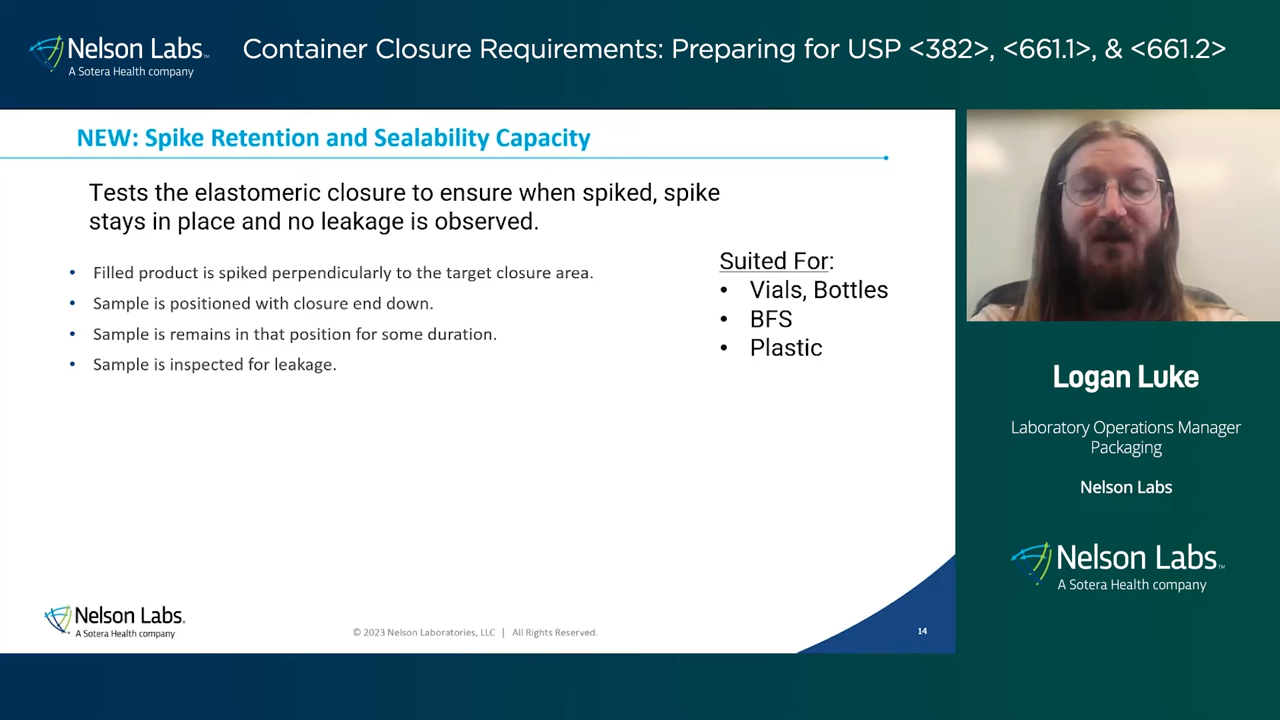 Nelson Labs™
A Sotera Health company
Container Closure Requirements: Preparing for USP <382>, <661.1>, & <661.2>
NEW: Spike Retention and Sealability Capacity
Tests the elastomeric closure to ensure when spiked, spike
stays in place and no leakage is observed.
• Filled product is spiked perpendicularly to the target closure area.
• Sample is positioned with closure end down.
• Sample is remains in that position for some duration.
• Sample is inspected for leakage.
Suited For:
• Vials, Bottles
• BFS
• Plastic
Nelson Labs.
A Sotera Health company
© 2023 Nelson Laboratories, LLC | All Rights Reserved.
14
Logan Luke
Laboratory Operations Manager
Packaging
Nelson Labs
Nelson Labs™
A Sotera Health company